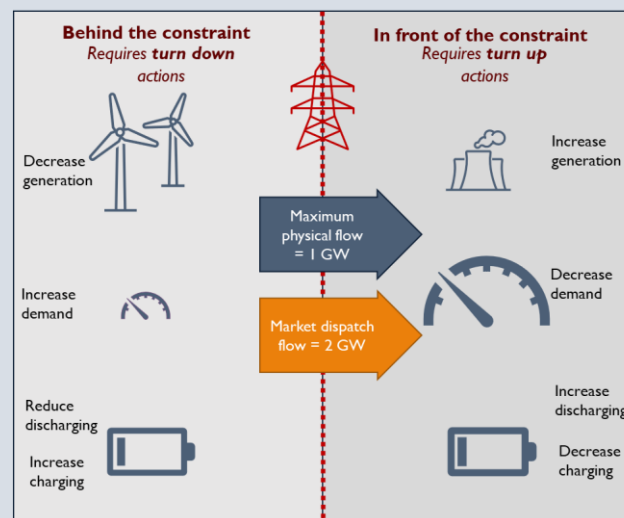 Behind the constraint
Requires turn down
actions
In front of the constraint
Requires turn up
actions
Decrease
generation
Increase
generation
Maximum
physical flow
= 1 GW
Increase
demand
Decrease
demand
Market dispatch
flow = 2 GW
Reduce
discharging
Increase
charging
Increase
discharging
Decrease
charging